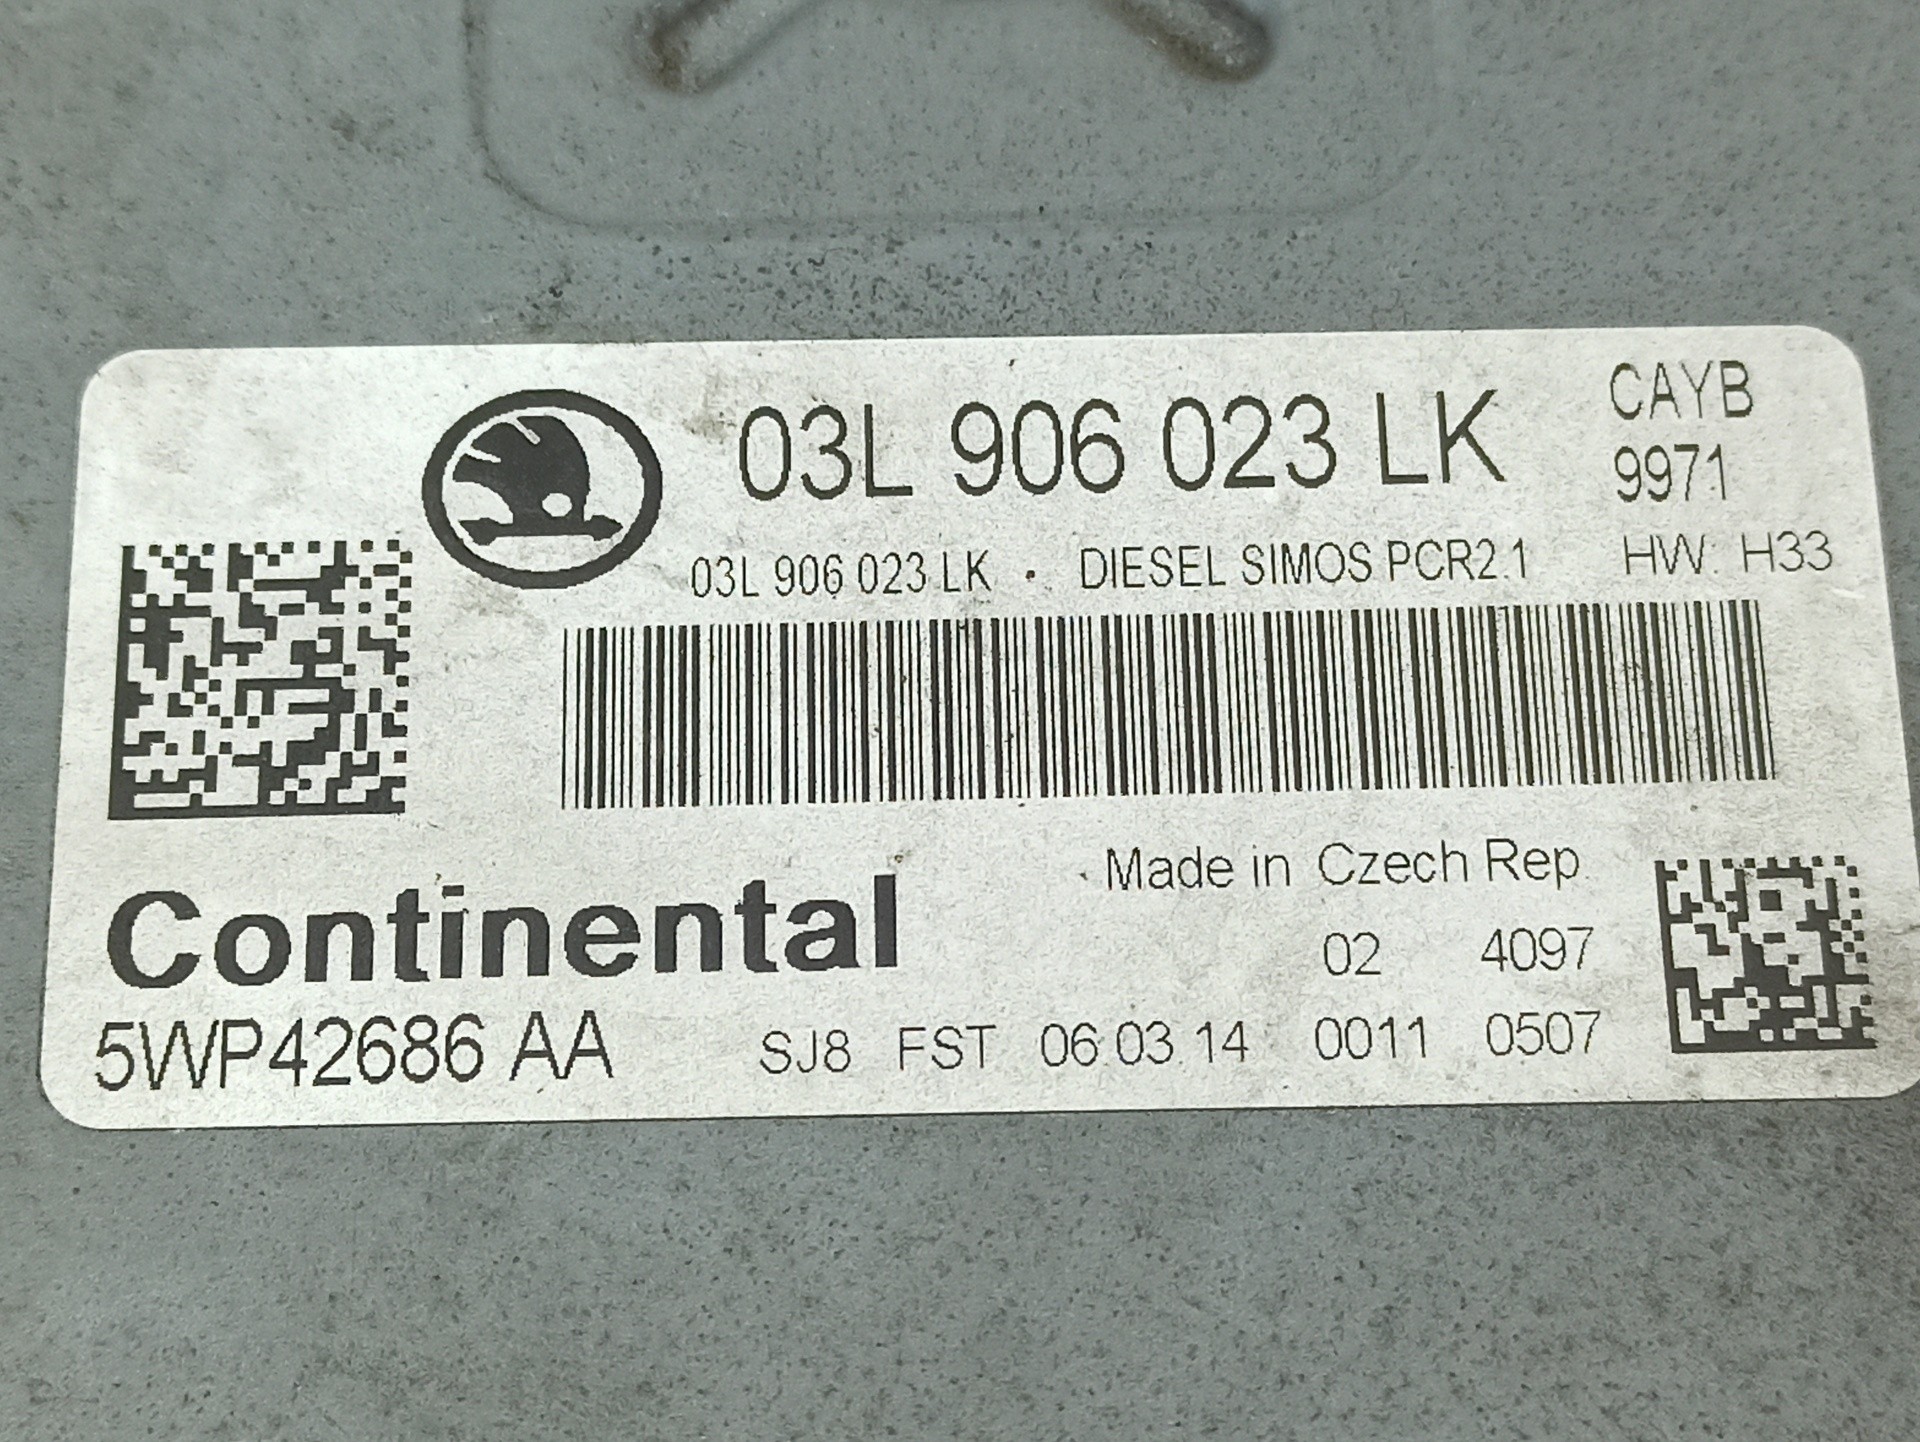 03L 906 023 LK CAYB
9971
03L 906 023 LK · DIESEL SIMOS PCR2.1 HW: H33
Made in Czech Rep.
Continental 02 4097
5WP42686 AA SJ8 FST 06.03.14 0011 0507